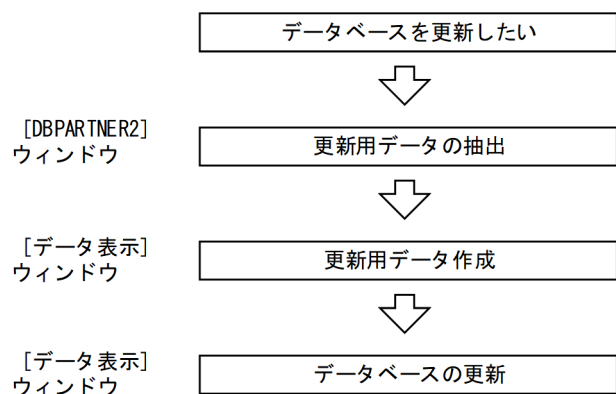 データベースを更新したい
[DBPARTNER2]
ウィンドウ
更新用データの抽出
[データ表示]
ウィンドウ
更新用データ作成
[データ表示]
ウィンドウ
データベースの更新